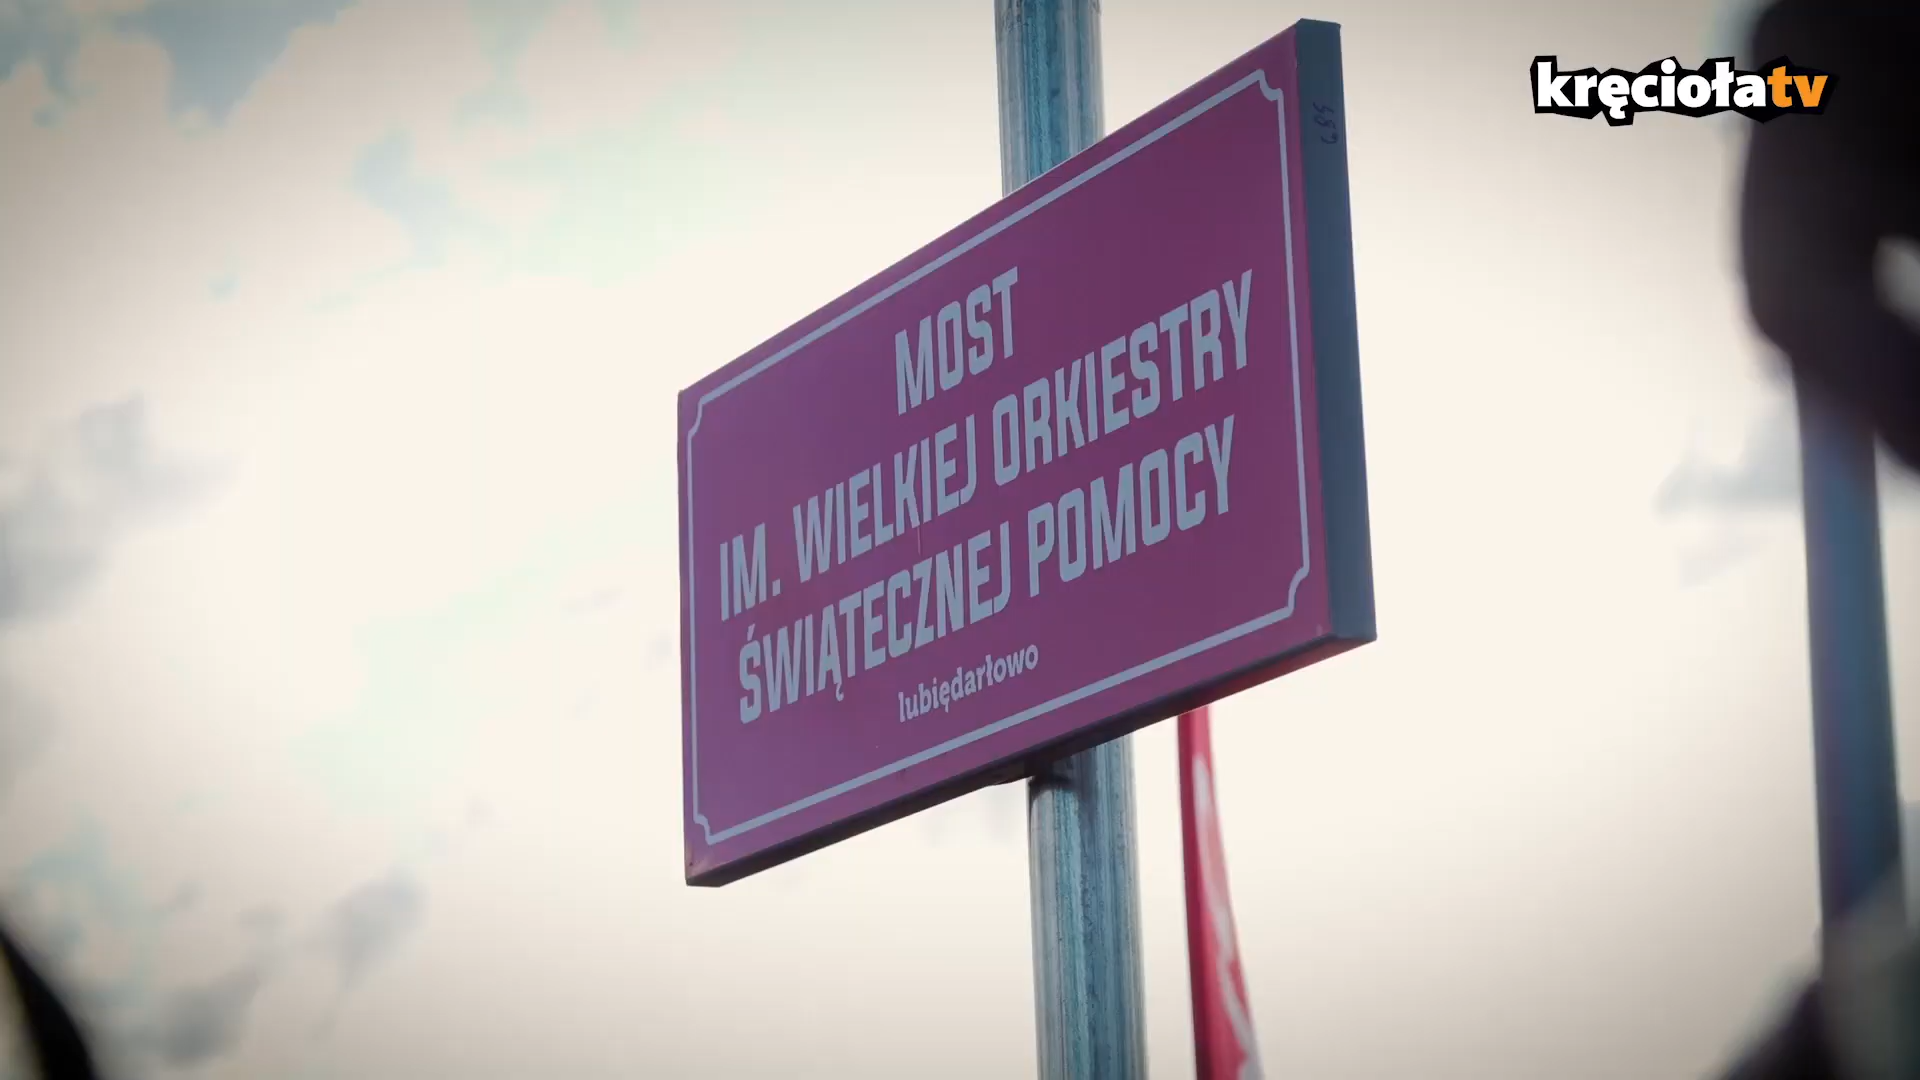 kręciołatv
MOST
IM. WIELKIEJ ORKIESTRY
ŚWIĄTECZNEJ POMOCY
lubiędarłowo